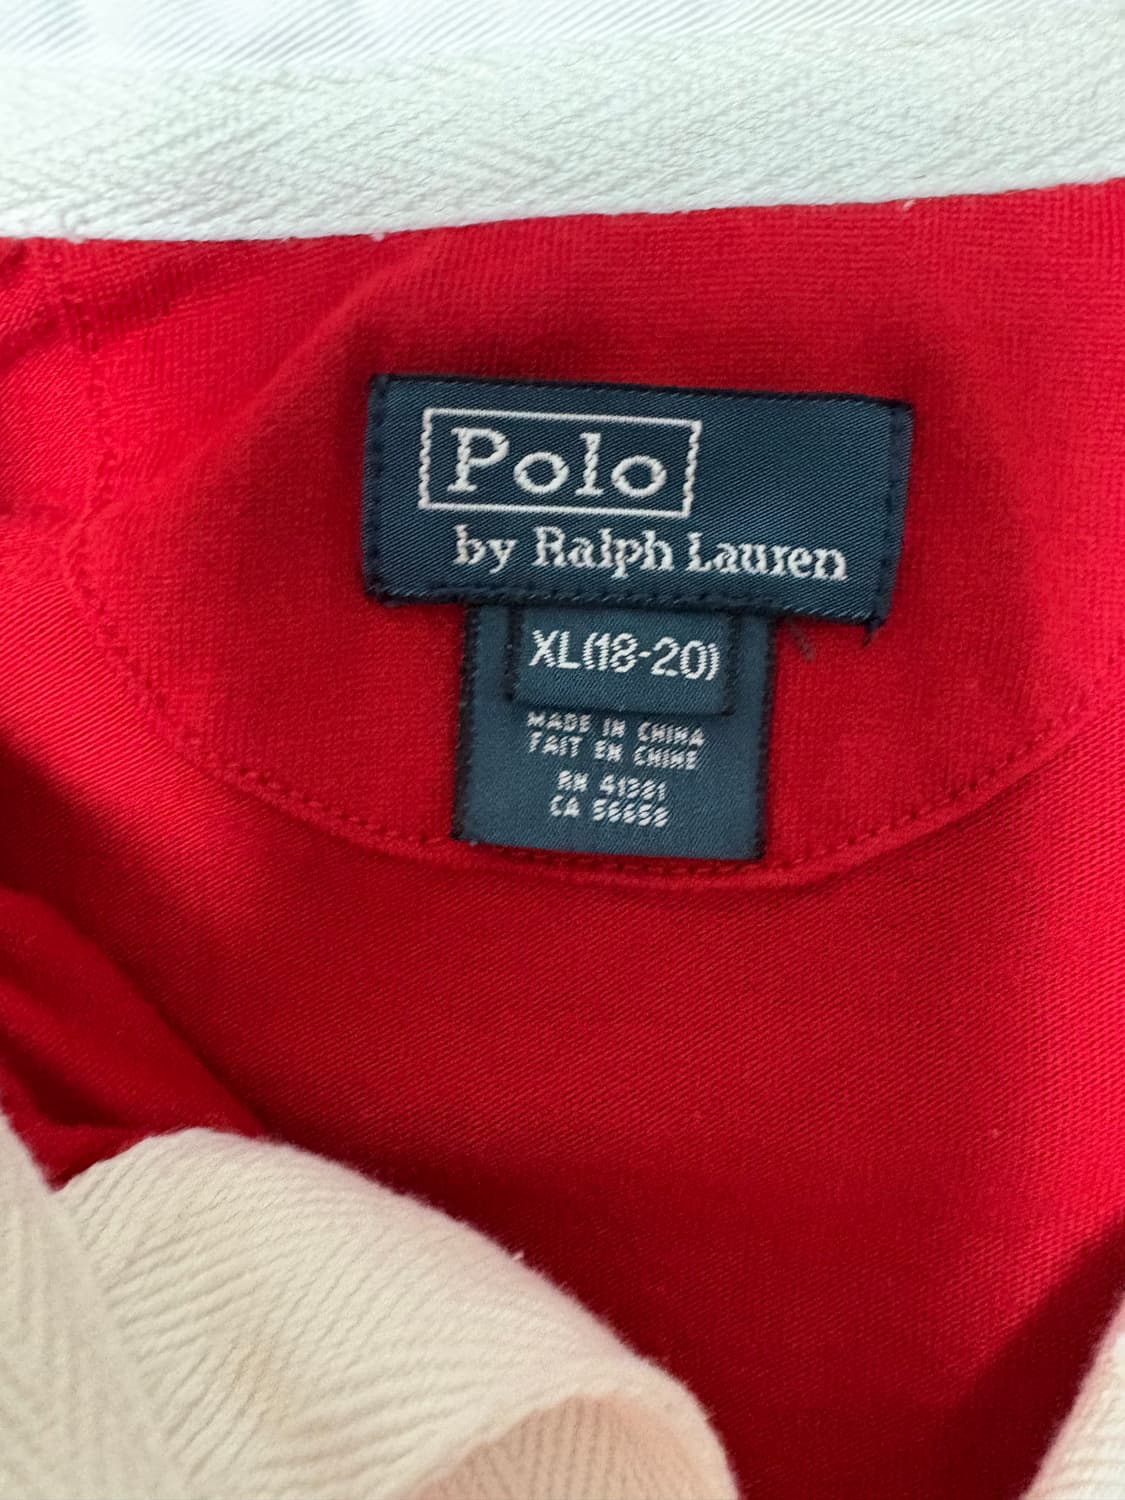 Polo
by Ralph Lauren
XL(18-20)
MADE IN CHINA
FAIT EN CHINE
RN 41381
CA 56658